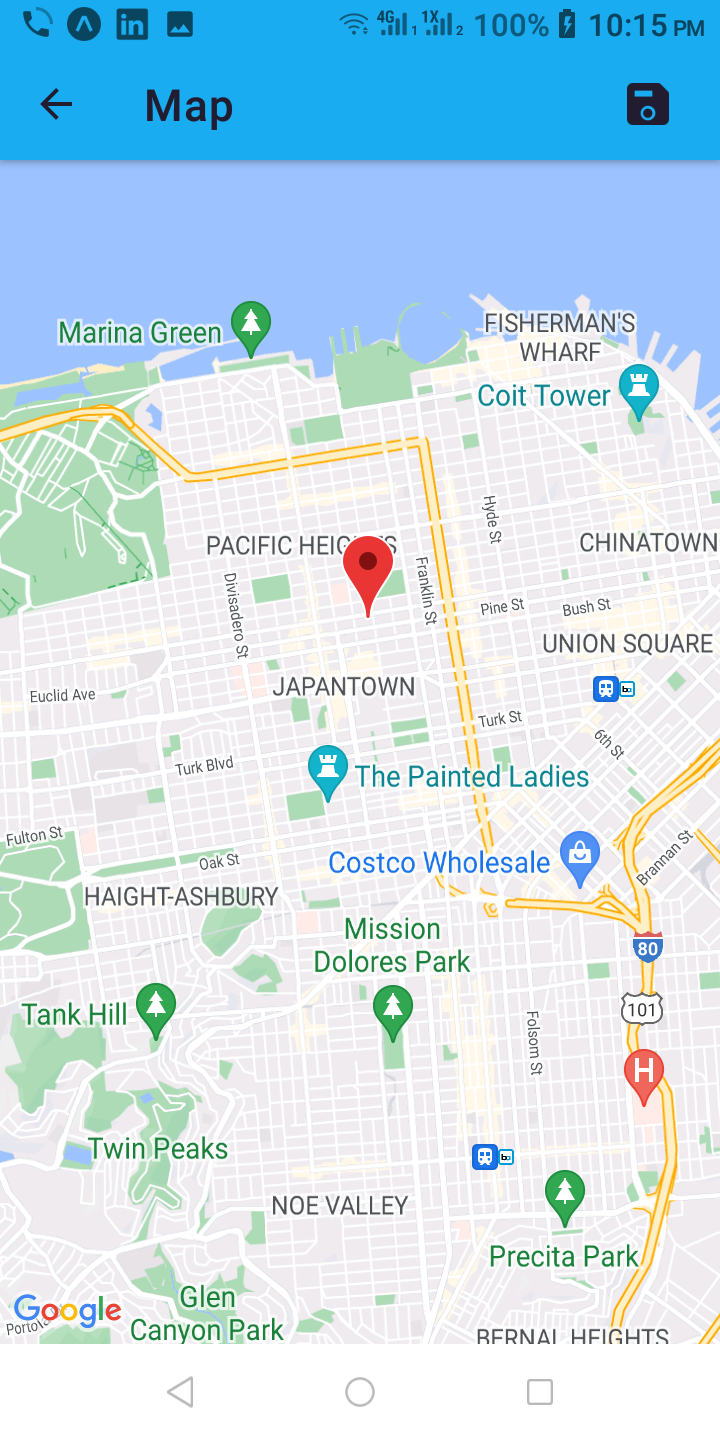 4G 1 1X 2 100% 10:15 PM
Map
Marina Green
FISHERMAN'S
WHARF
Coit Tower
Hyde St
PACIFIC HEIGHTS
CHINATOWN
Divisadero St
Franklin St
Pine St
Bush St
UNION SQUARE
Euclid Ave
JAPANTOWN
Turk St
6th St
Turk Blvd
The Painted Ladies
Fulton St
Oak St
Costco Wholesale
Brannan St
HAIGHT-ASHBURY
Mission
Dolores Park
80
Tank Hill
101
Folsom St
H
Twin Peaks
NOE VALLEY
Precita Park
Glen
Canyon Park
Google
BERNAL HEIGHTS